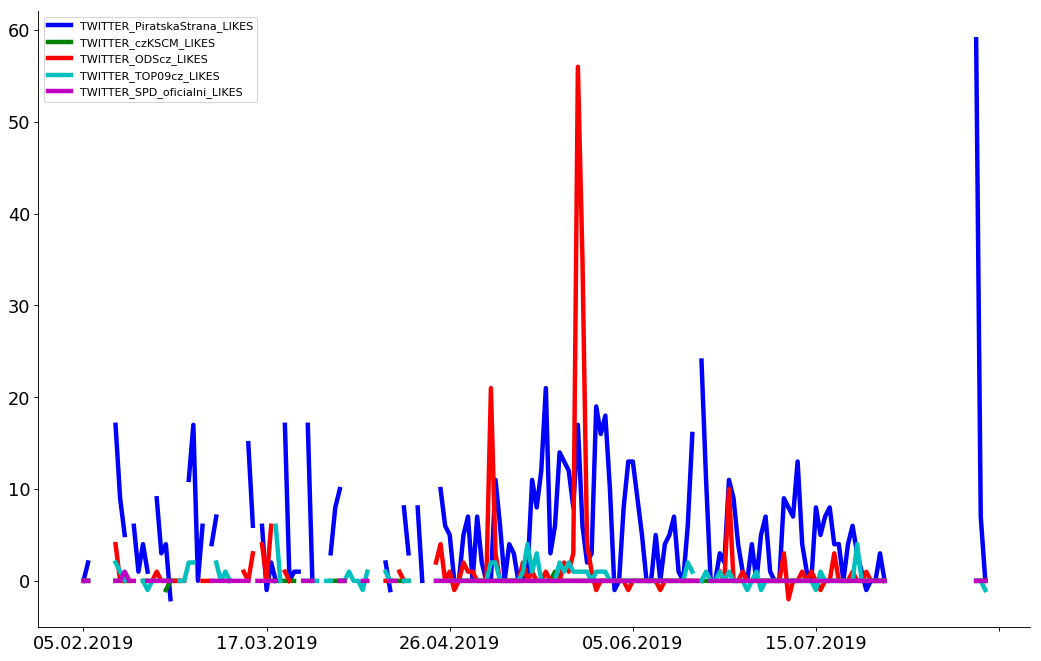 TWITTER_PiratskaStrana_LIKES
TWITTER_czKSCM_LIKES
TWITTER_ODScz_LIKES
TWITTER_TOP09cz_LIKES
TWITTER_SPD_oficialni_LIKES
60
50
40
30
20
10
0
05.02.2019 17.03.2019 26.04.2019 05.06.2019 15.07.2019